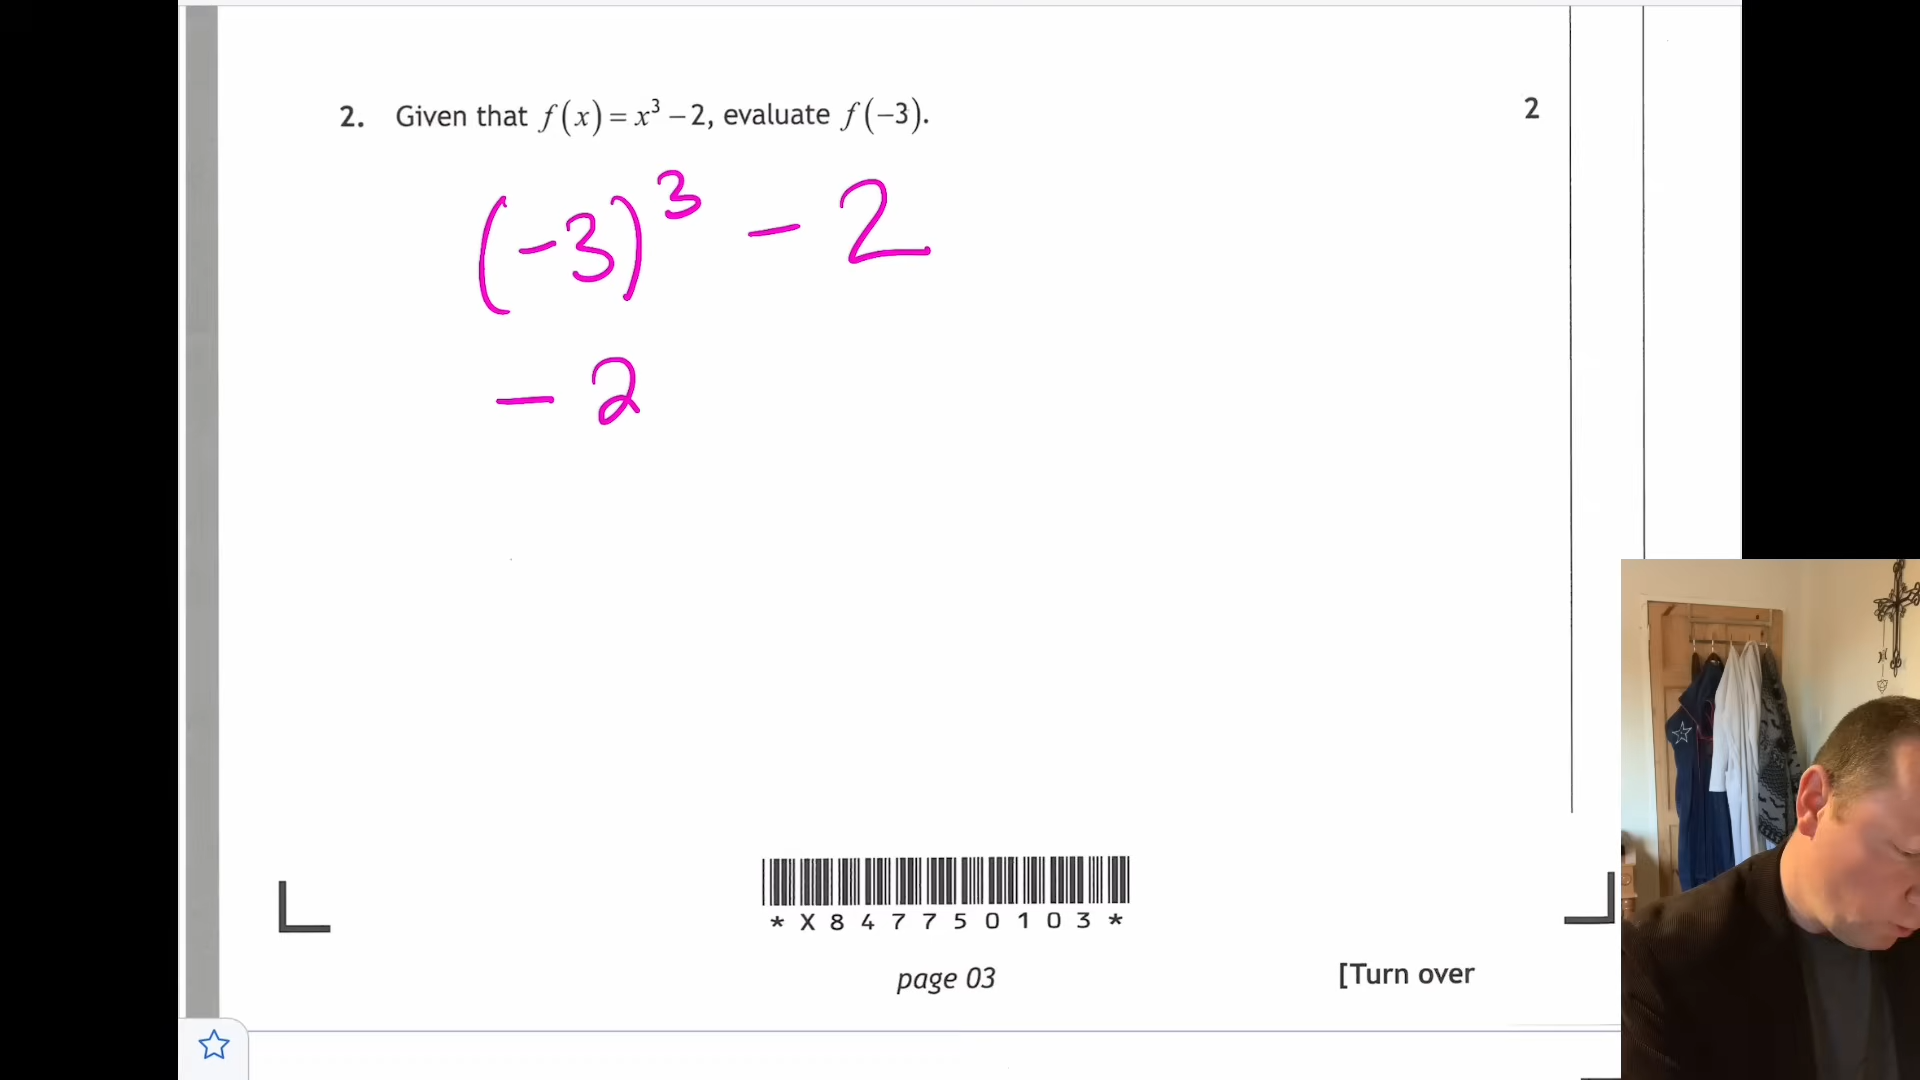 2. Given that f(x) = x³ – 2, evaluate f(–3). 2
(-3)³ - 2
- 2
* X 8 4 7 7 5 0 1 0 3 *
page 03
[Turn over